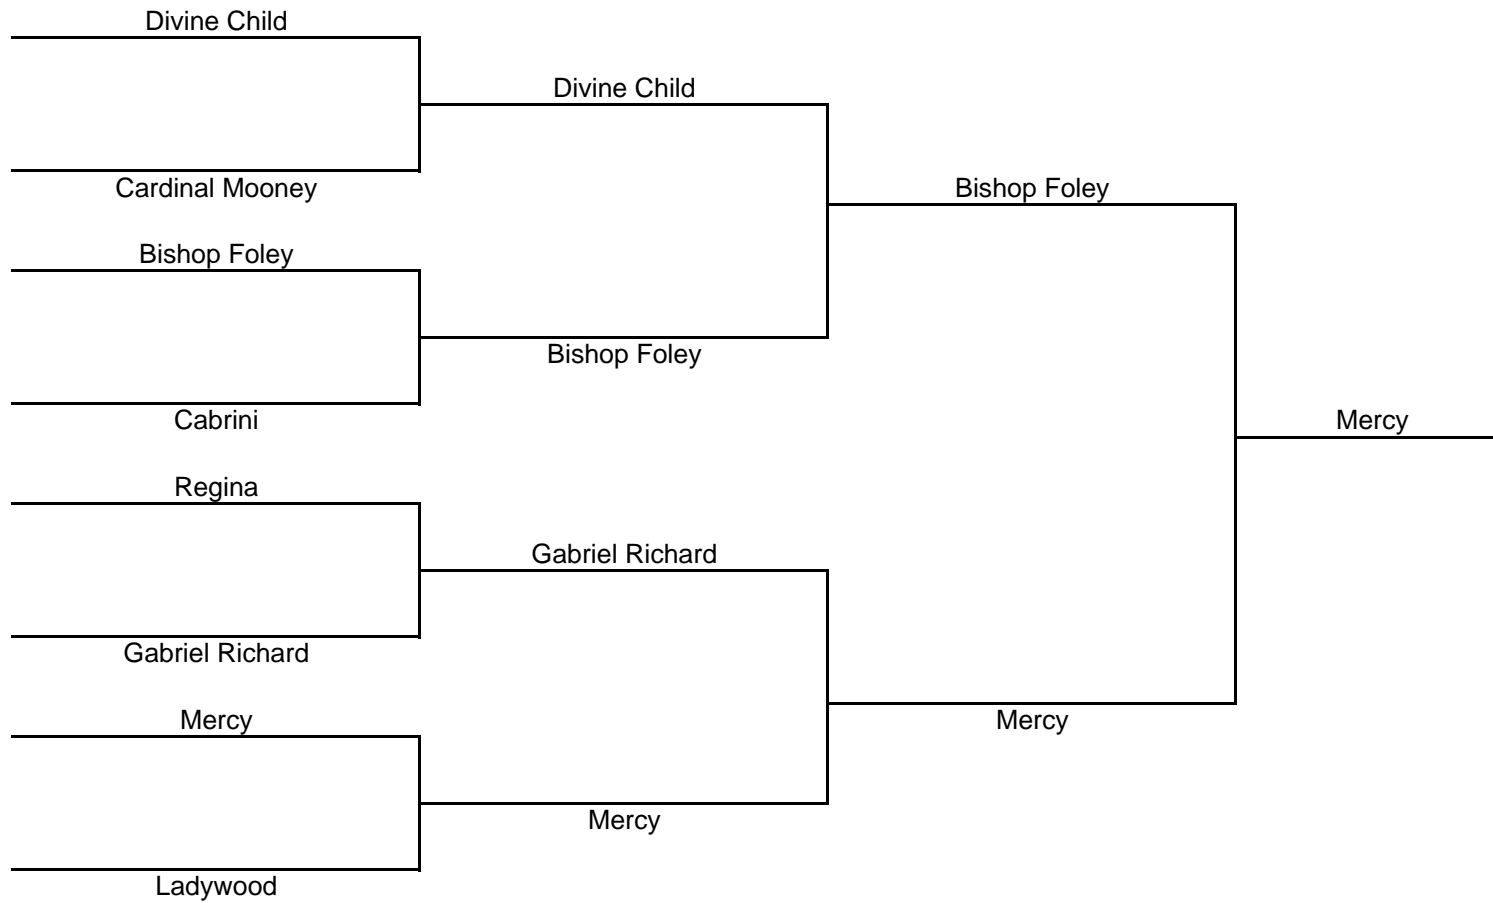 Divine Child
Divine Child
Cardinal Mooney
Bishop Foley
Bishop Foley
Bishop Foley
Cabrini
Mercy
Regina
Gabriel Richard
Gabriel Richard
Mercy
Mercy
Mercy
Ladywood